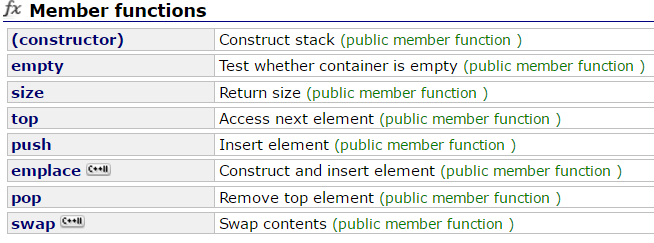 fx Member functions
(constructor) Construct stack (public member function )
empty Test whether container is empty (public member function )
size Return size (public member function )
top Access next element (public member function )
push Insert element (public member function )
emplace C++11 Construct and insert element (public member function )
pop Remove top element (public member function )
swap C++11 Swap contents (public member function )